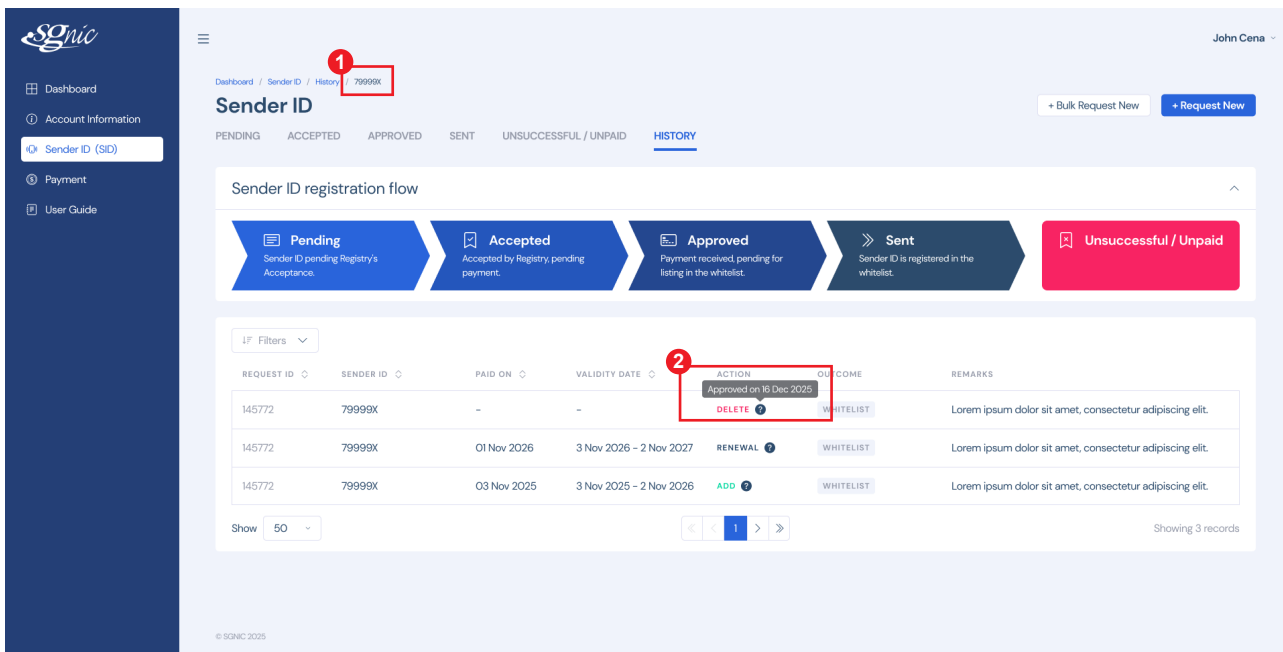 sgnic
John Cena
1
Dashboard / Sender ID / History / 79999X
Dashboard
Account Information
Sender ID (SID)
Payment
User Guide
Sender ID
+ Bulk Request New
+ Request New
PENDING ACCEPTED APPROVED SENT UNSUCCESSFUL / UNPAID HISTORY
Sender ID registration flow
Pending
Sender ID pending Registry's
Acceptance.
Accepted
Accepted by Registry, pending
payment.
Approved
Payment received, pending for
listing in the whitelist.
Sent
Sender ID is registered in the
whitelist.
Unsuccessful / Unpaid
Filters
2
REQUEST ID SENDER ID PAID ON VALIDITY DATE ACTION OUTCOME REMARKS
Approved on 16 Dec 2025
145772 79999X - - DELETE ? WHITELIST Lorem ipsum dolor sit amet, consectetur adipiscing elit.
145772 79999X 01 Nov 2026 3 Nov 2026 - 2 Nov 2027 RENEWAL ? WHITELIST Lorem ipsum dolor sit amet, consectetur adipiscing elit.
145772 79999X 03 Nov 2025 3 Nov 2025 - 2 Nov 2026 ADD ? WHITELIST Lorem ipsum dolor sit amet, consectetur adipiscing elit.
Show 50 « < 1 > » Showing 3 records
© SGNIC 2025